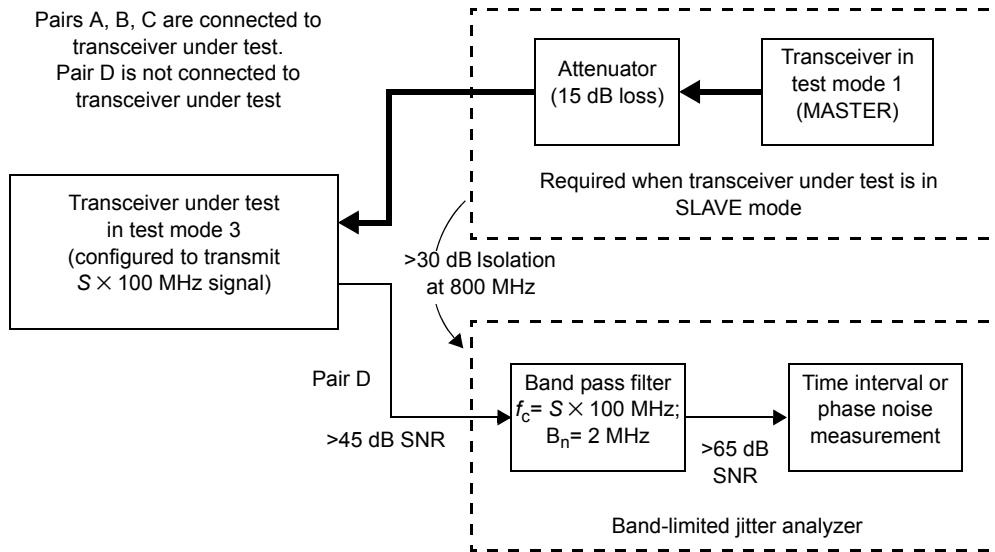 Pairs A, B, C are connected to
transceiver under test.
Pair D is not connected to
transceiver under test
Attenuator
(15 dB loss)
Transceiver in
test mode 1
(MASTER)
Required when transceiver under test is in
SLAVE mode
Transceiver under test
in test mode 3
(configured to transmit
S × 100 MHz signal)
>30 dB Isolation
at 800 MHz
Pair D
>45 dB SNR
Band pass filter
fc= S × 100 MHz;
Bn= 2 MHz
>65 dB
SNR
Time interval or
phase noise
measurement
Band-limited jitter analyzer